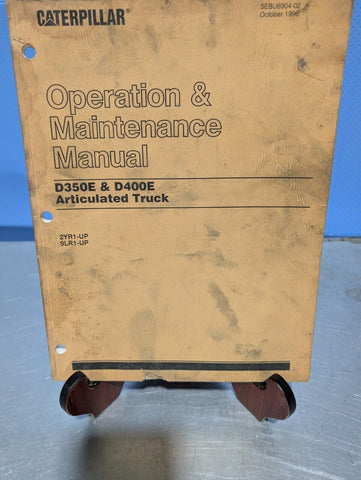 CATERPILLAR®
SEBU6904-02
October 1996
Operation &
Maintenance
Manual
D350E & D400E
Articulated Truck
2YR1-UP
9LR1-UP